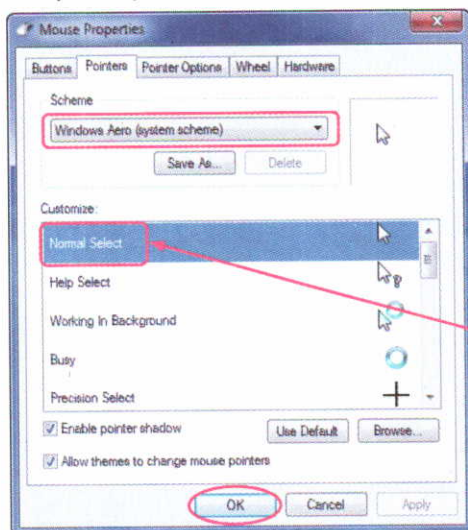 Mouse Properties
Buttons Pointers Pointer Options Wheel Hardware
Scheme
Windows Aero (system scheme)
Save As... Delete
Customize:
Normal Select
Help Select
Working In Background
Busy
Precision Select
Enable pointer shadow Use Default Browse...
Allow themes to change mouse pointers
OK Cancel Apply